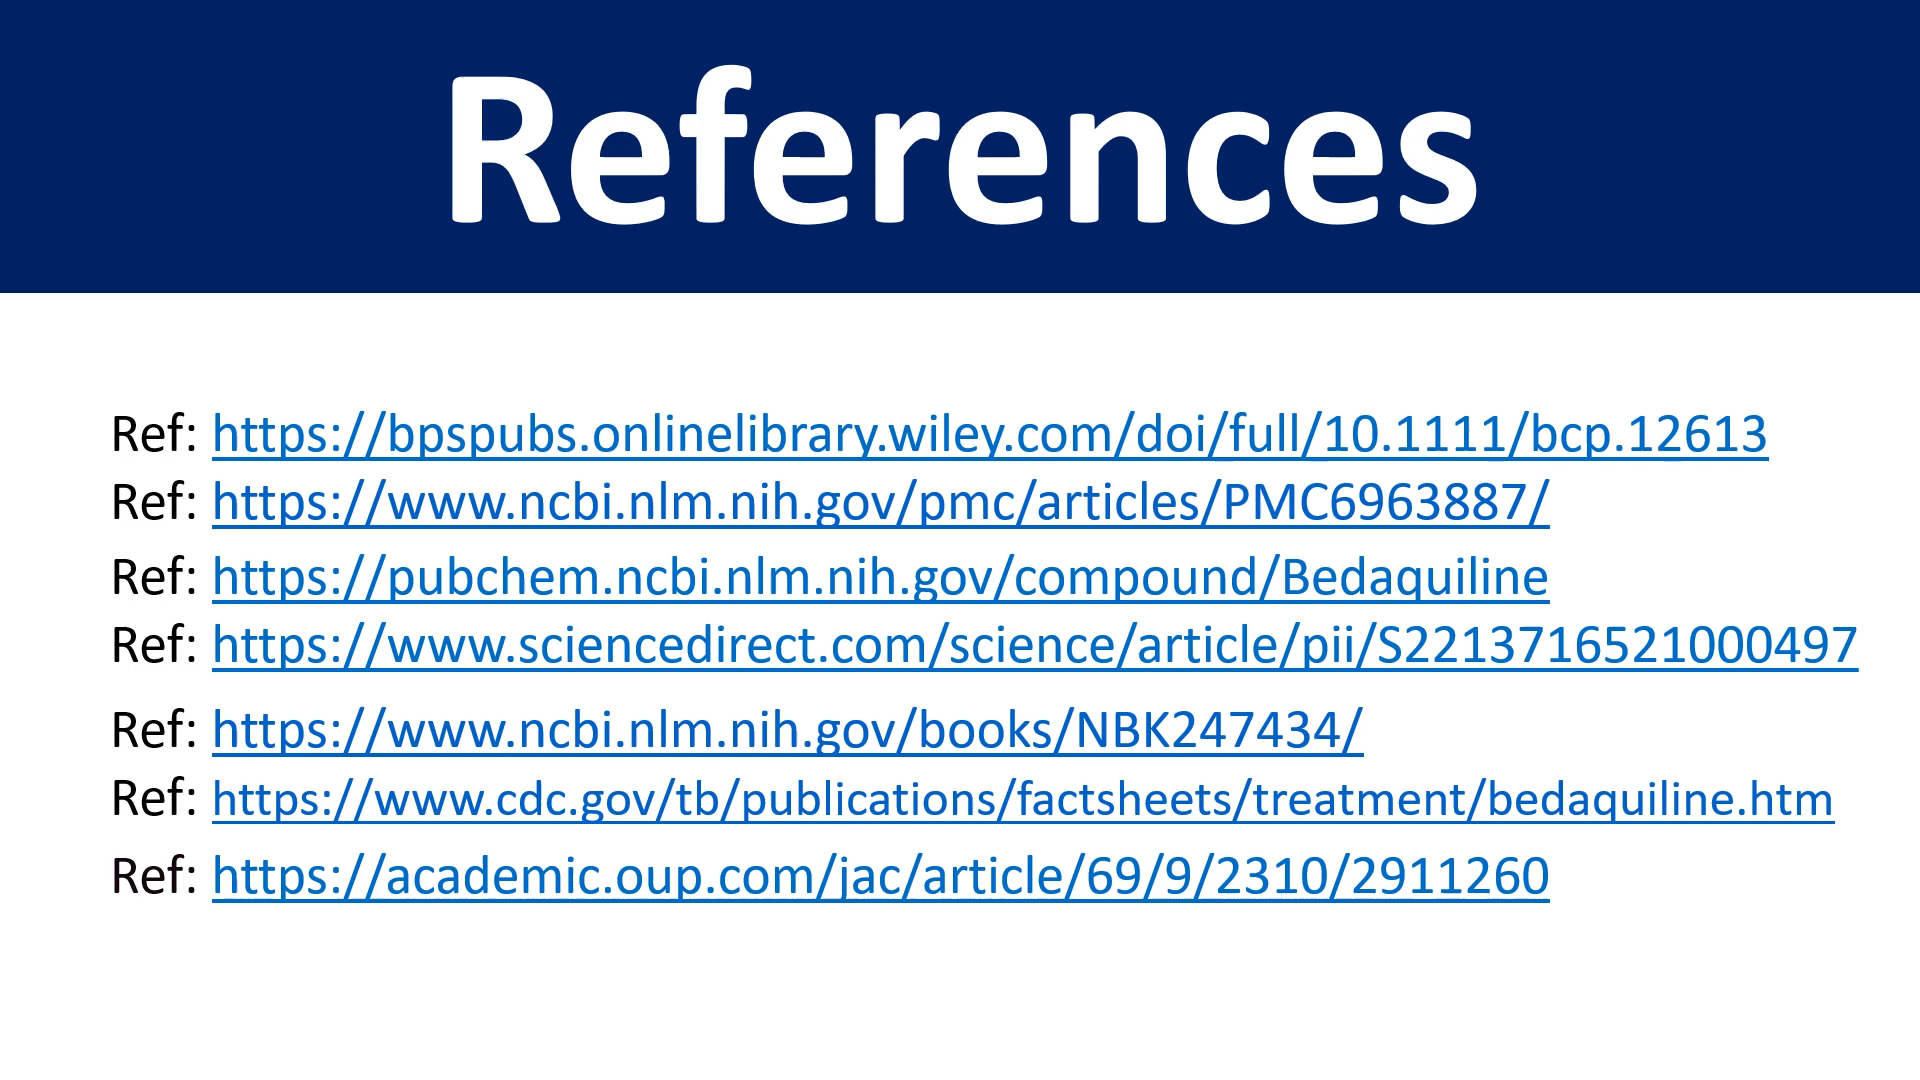 References
Ref: https://bpspubs.onlinelibrary.wiley.com/doi/full/10.1111/bcp.12613
Ref: https://www.ncbi.nlm.nih.gov/pmc/articles/PMC6963887/
Ref: https://pubchem.ncbi.nlm.nih.gov/compound/Bedaquiline
Ref: https://www.sciencedirect.com/science/article/pii/S2213716521000497
Ref: https://www.ncbi.nlm.nih.gov/books/NBK247434/
Ref: https://www.cdc.gov/tb/publications/factsheets/treatment/bedaquiline.htm
Ref: https://academic.oup.com/jac/article/69/9/2310/2911260